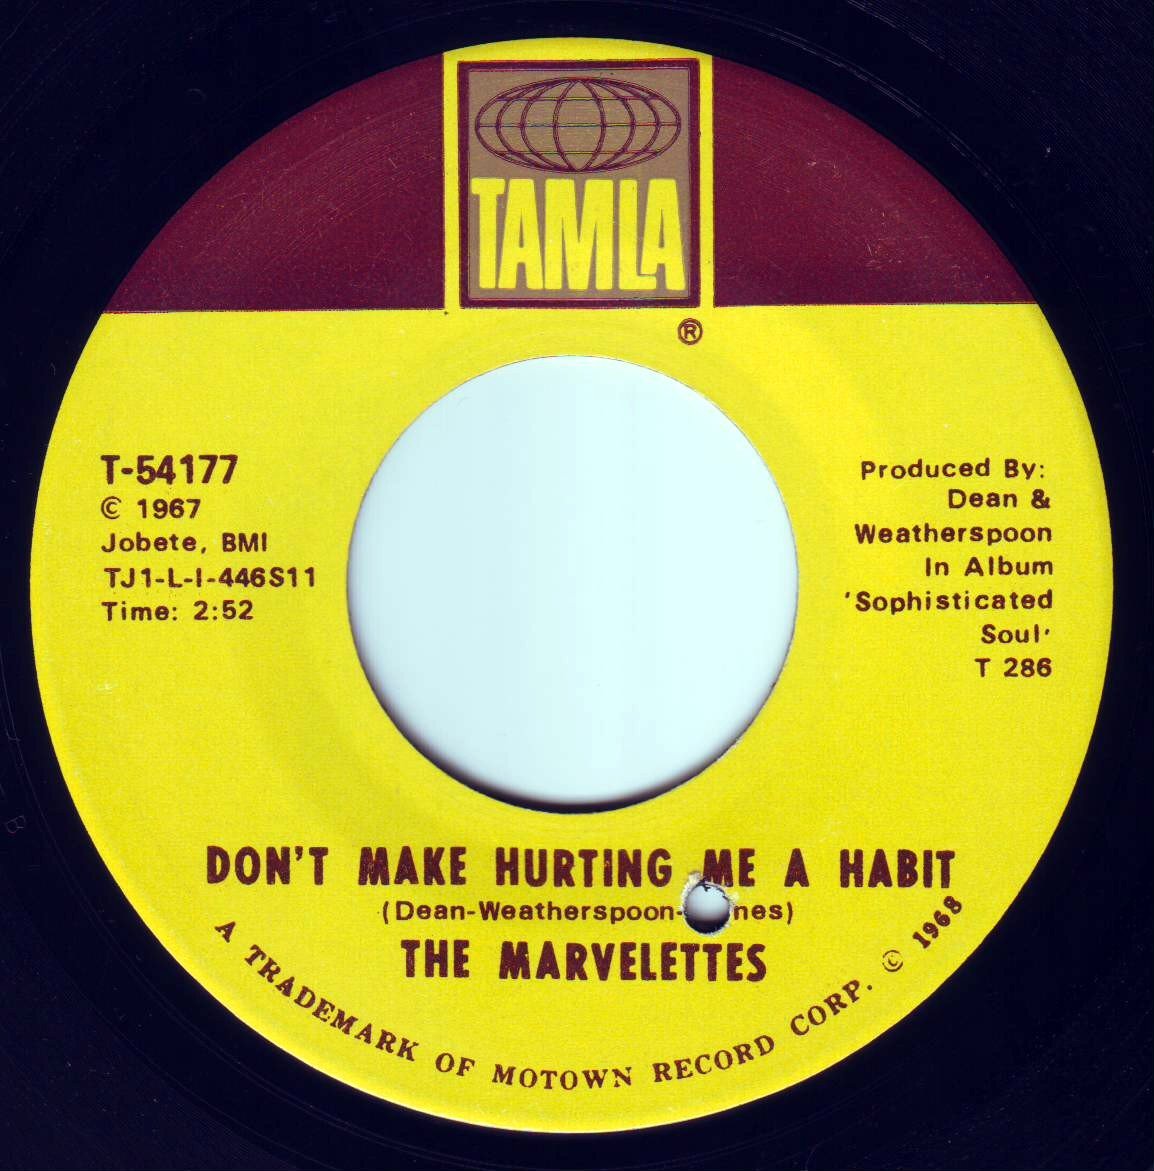 TAMLA
®
T-54177
© 1967
Jobete, BMI
TJ1-L-I-446S11
Time: 2:52
Produced By:
Dean &
Weatherspoon
In Album
'Sophisticated
Soul'
T 286
DON'T MAKE HURTING ME A HABIT
(Dean-Weatherspoon-
THE MARVELETTES
A TRADEMARK OF MOTOWN RECORD CORP. © 1968